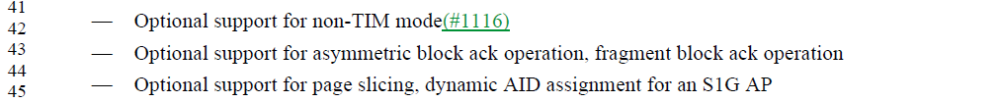 41
42 — Optional support for non-TIM mode(#1116)
43 — Optional support for asymmetric block ack operation, fragment block ack operation
44
45 — Optional support for page slicing, dynamic AID assignment for an S1G AP